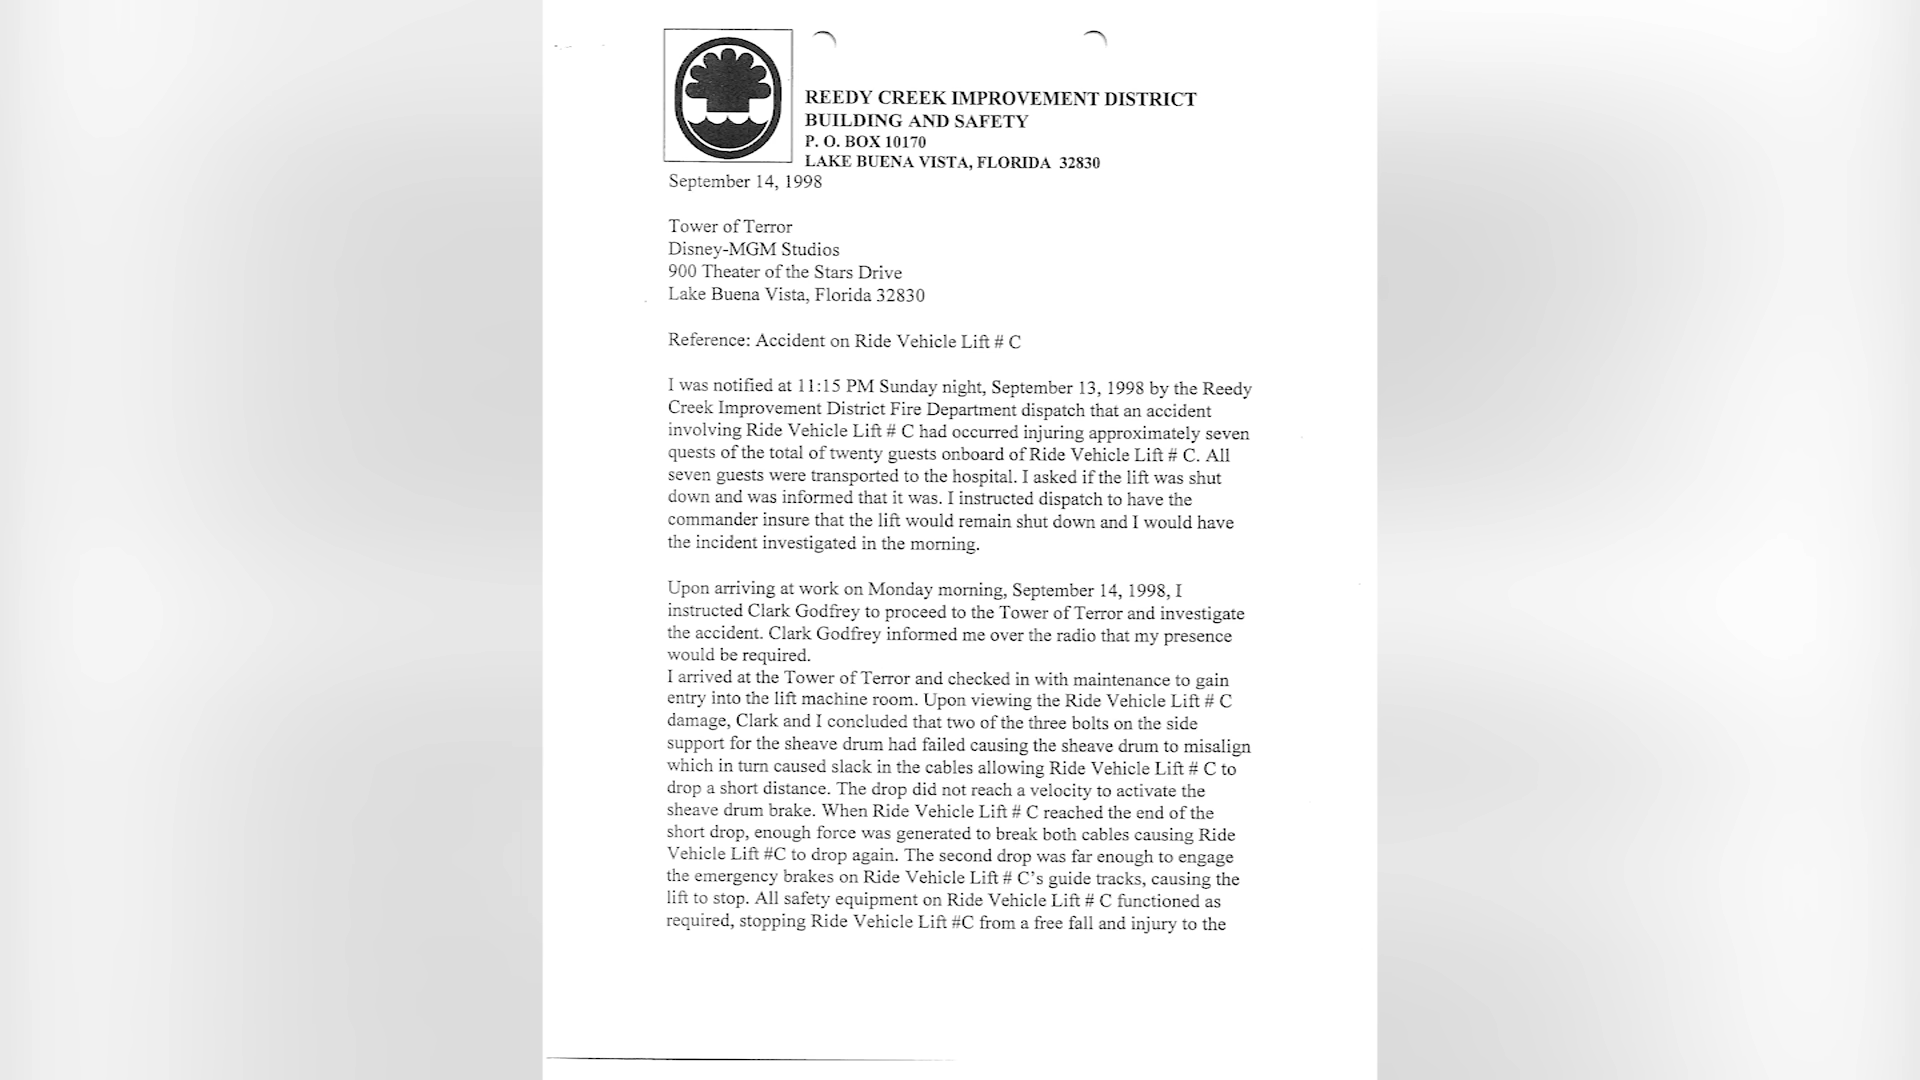 REEDY CREEK IMPROVEMENT DISTRICT
BUILDING AND SAFETY
P. O. BOX 10170
LAKE BUENA VISTA, FLORIDA 32830
September 14, 1998
Tower of Terror
Disney-MGM Studios
900 Theater of the Stars Drive
Lake Buena Vista, Florida 32830
Reference: Accident on Ride Vehicle Lift # C
I was notified at 11:15 PM Sunday night, September 13, 1998 by the Reedy
Creek Improvement District Fire Department dispatch that an accident
involving Ride Vehicle Lift # C had occurred injuring approximately seven
quests of the total of twenty guests onboard of Ride Vehicle Lift # C. All
seven guests were transported to the hospital. I asked if the lift was shut
down and was informed that it was. I instructed dispatch to have the
commander insure that the lift would remain shut down and I would have
the incident investigated in the morning.
Upon arriving at work on Monday morning, September 14, 1998, I
instructed Clark Godfrey to proceed to the Tower of Terror and investigate
the accident. Clark Godfrey informed me over the radio that my presence
would be required.
I arrived at the Tower of Terror and checked in with maintenance to gain
entry into the lift machine room. Upon viewing the Ride Vehicle Lift # C
damage, Clark and I concluded that two of the three bolts on the side
support for the sheave drum had failed causing the sheave drum to misalign
which in turn caused slack in the cables allowing Ride Vehicle Lift # C to
drop a short distance. The drop did not reach a velocity to activate the
sheave drum brake. When Ride Vehicle Lift # C reached the end of the
short drop, enough force was generated to break both cables causing Ride
Vehicle Lift #C to drop again. The second drop was far enough to engage
the emergency brakes on Ride Vehicle Lift # C's guide tracks, causing the
lift to stop. All safety equipment on Ride Vehicle Lift # C functioned as
required, stopping Ride Vehicle Lift #C from a free fall and injury to the